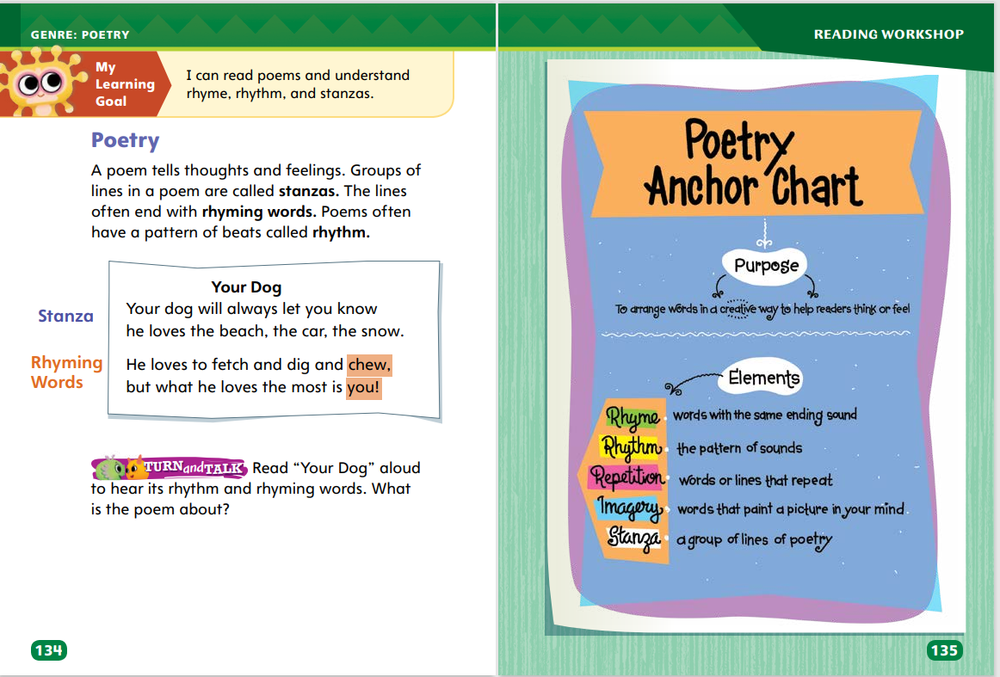 GENRE: POETRY
My
Learning
Goal
I can read poems and understand
rhyme, rhythm, and stanzas.
Poetry
A poem tells thoughts and feelings. Groups of
lines in a poem are called stanzas. The lines
often end with rhyming words. Poems often
have a pattern of beats called rhythm.
Your Dog
Stanza
Your dog will always let you know
he loves the beach, the car, the snow.
Rhyming
Words
He loves to fetch and dig and chew,
but what he loves the most is you!
TURN and TALK Read “Your Dog” aloud
to hear its rhythm and rhyming words. What
is the poem about?
134
READING WORKSHOP
Poetry
Anchor Chart
Purpose
To arrange words in a creative way to help readers think or feel
Elements
Rhyme words with the same ending sound
Rhythm the pattern of sounds
Repetition words or lines that repeat
Imagery words that paint a picture in your mind.
Stanza a group of lines of poetry
135